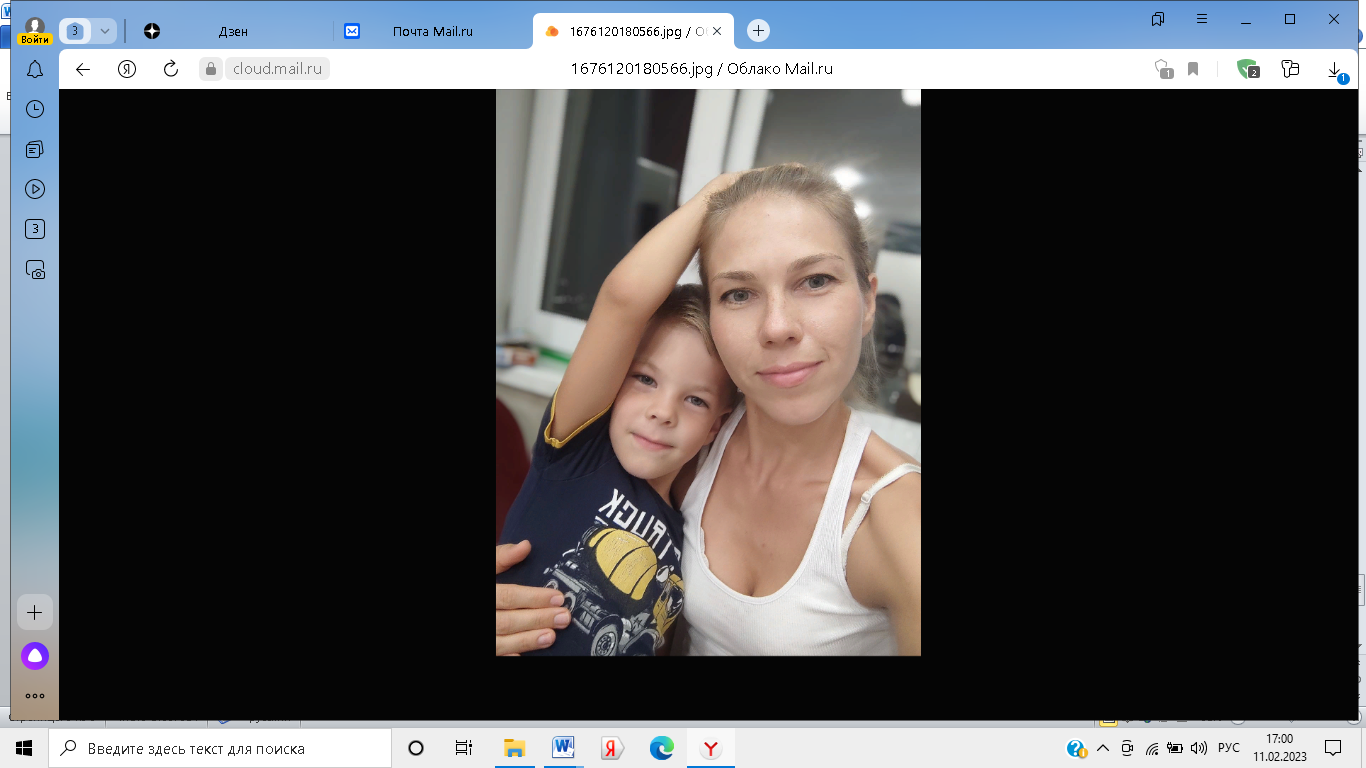 3
Дзен
Почта Mail.ru
1676120180566.jpg / Об
Войти
cloud.mail.ru
1676120180566.jpg / Облако Mail.ru
1
2
1
3
TRUCK
Введите здесь текст для поиска
РУС
17:00
11.02.2023